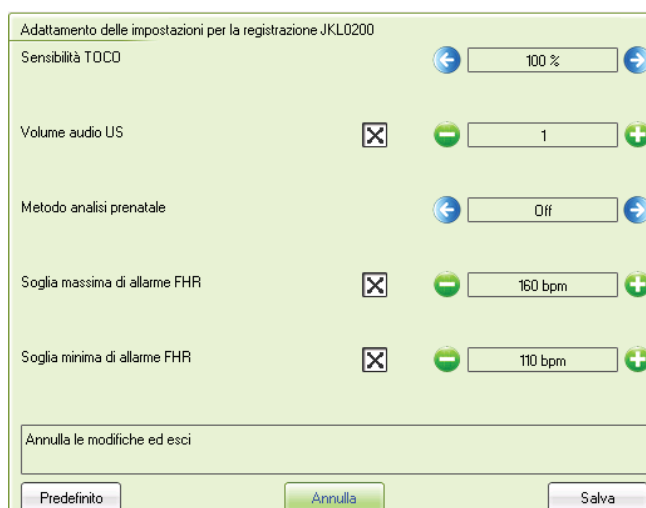 Adattamento delle impostazioni per la registrazione JKL0200
Sensibilità TOCO 100 %
Volume audio US 1
Metodo analisi prenatale Off
Soglia massima di allarme FHR 160 bpm
Soglia minima di allarme FHR 110 bpm
Annulla le modifiche ed esci
Predefinito Annulla Salva